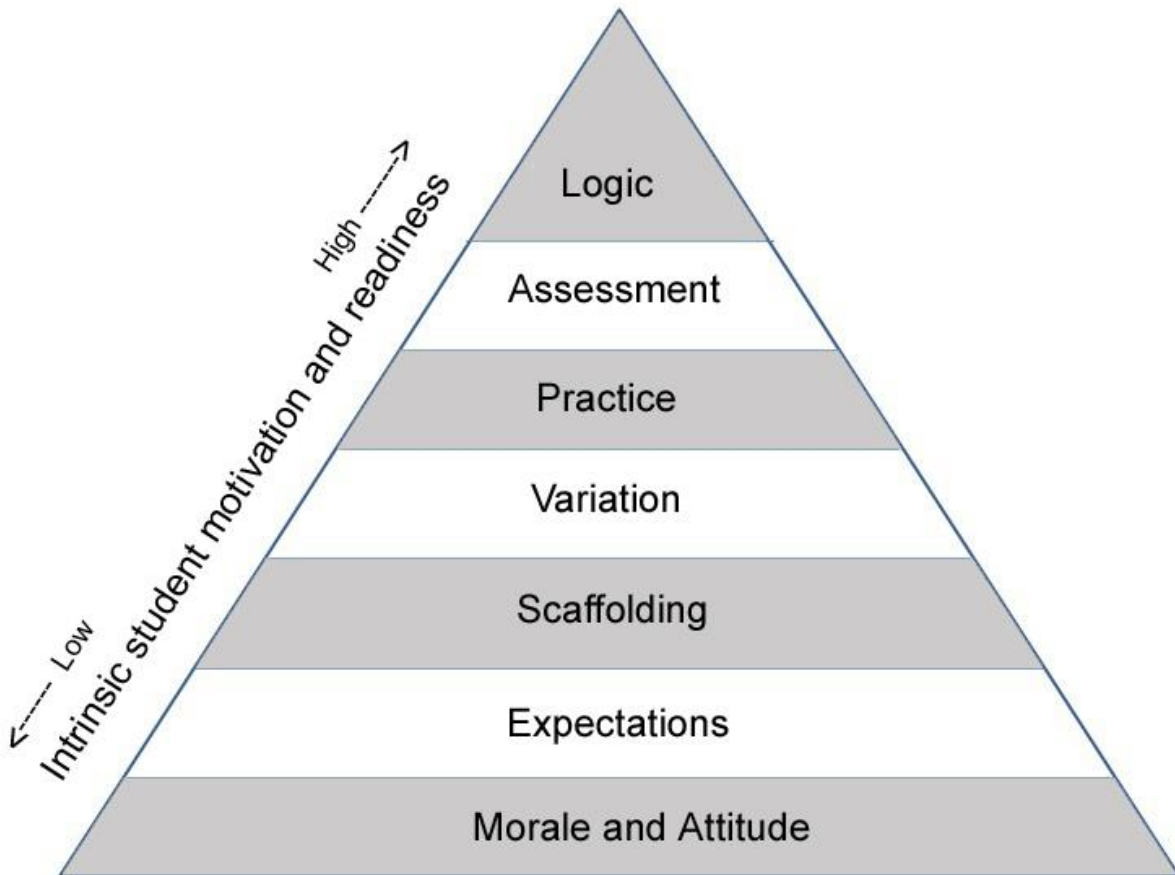 Logic
Assessment
Practice
Variation
Scaffolding
Expectations
Morale and Attitude
Intrinsic student motivation and readiness
<------ Low
High ------>